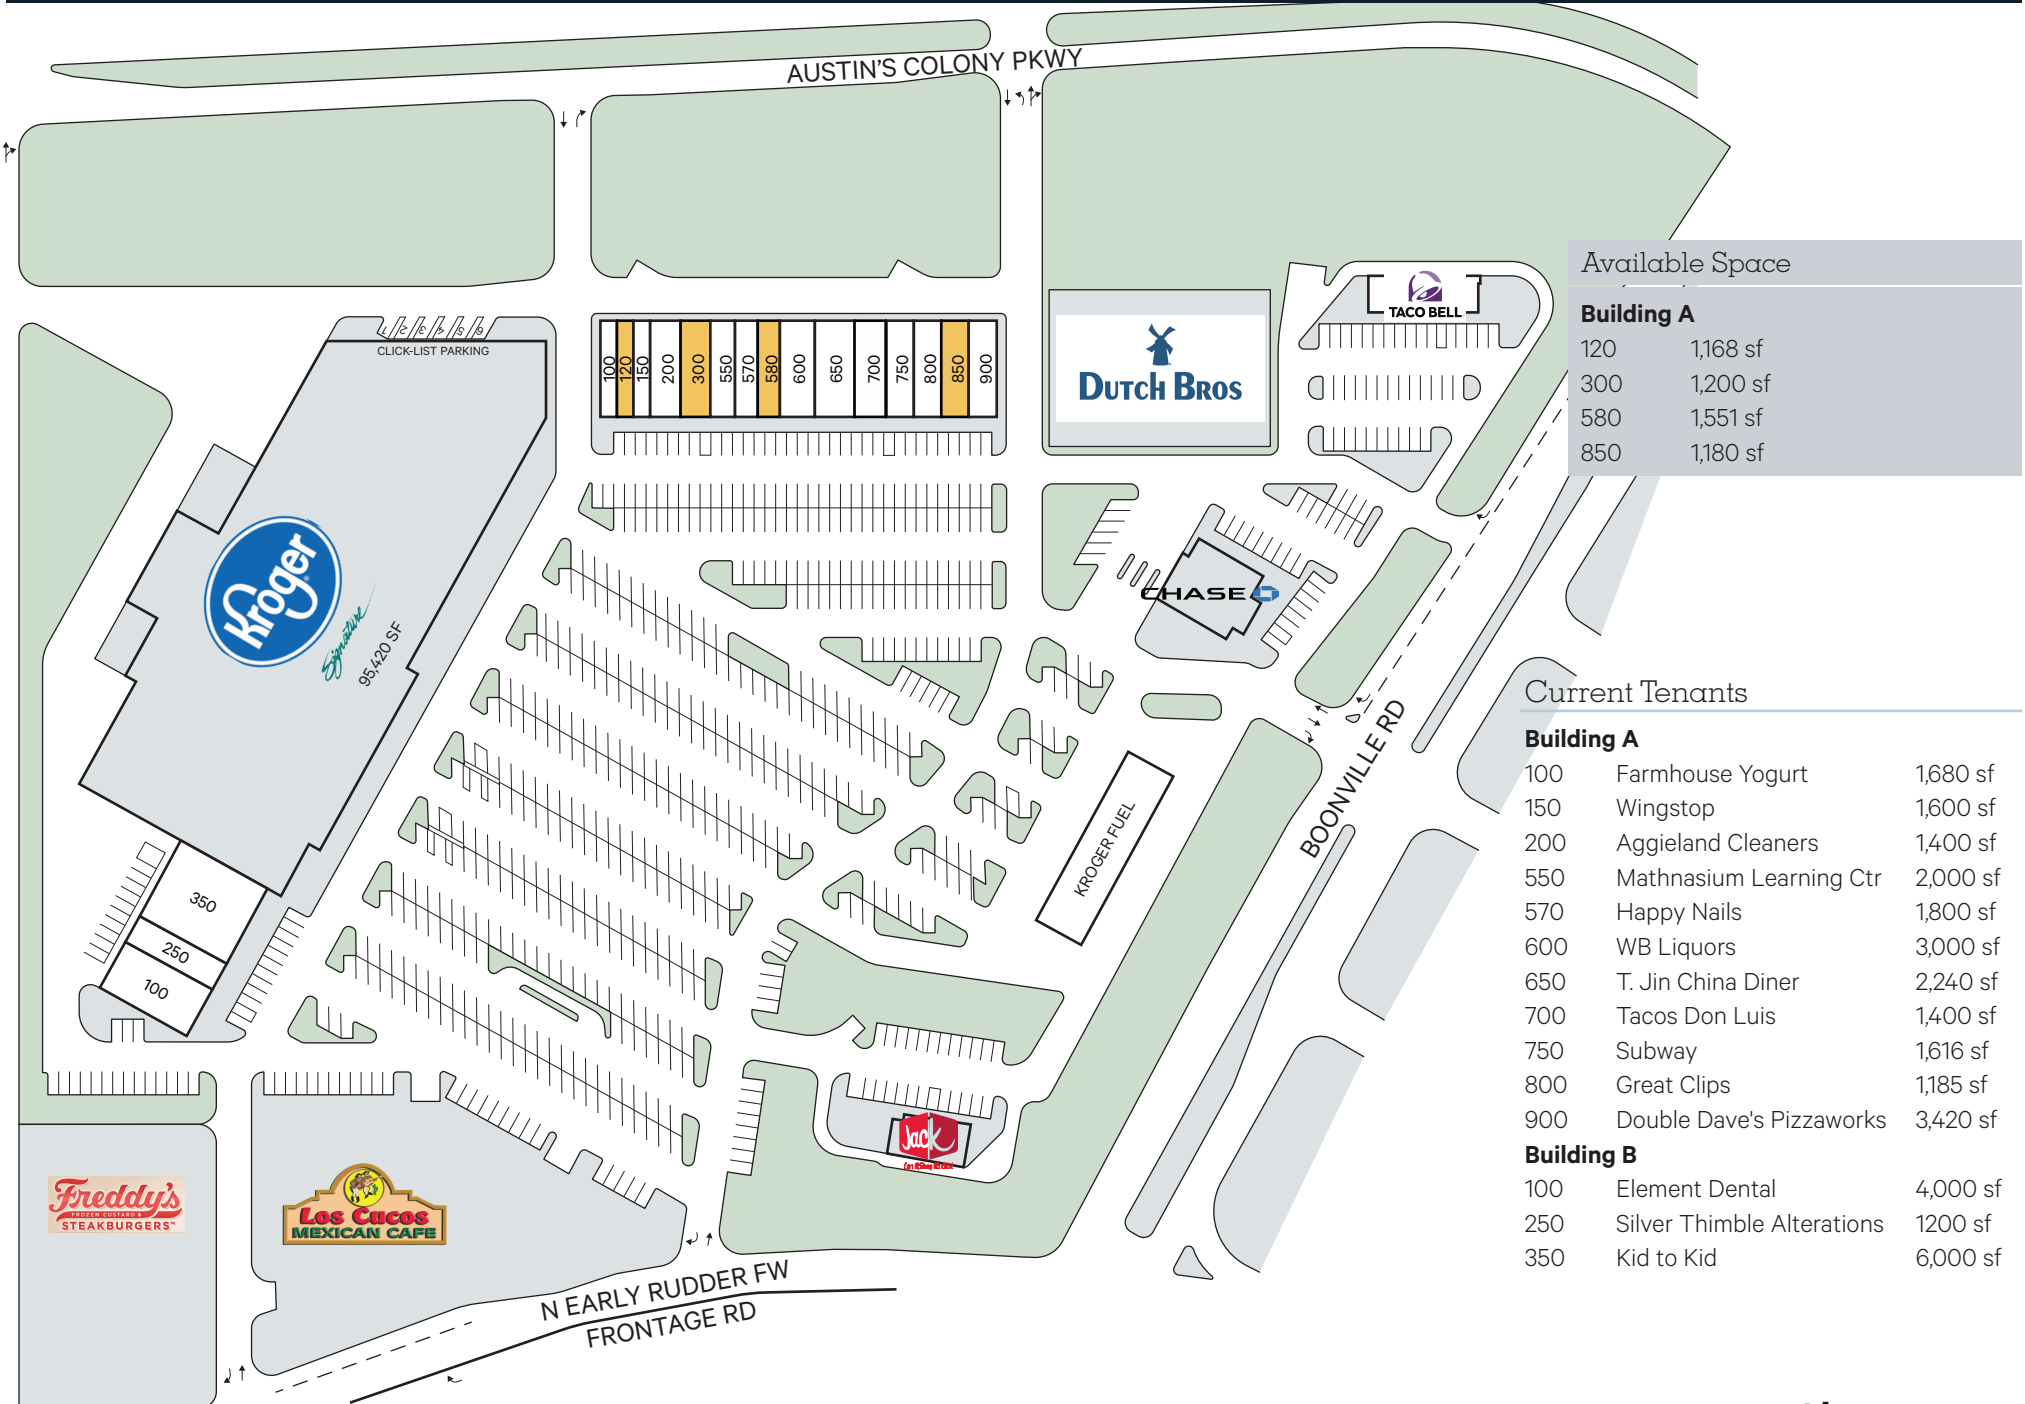 AUSTIN'S COLONY PKWY
1 2 3 4 5 6
CLICK-LIST PARKING
100 120 150 200 300 550 570 580 600 650 700 750 800 850 900
TACO BELL
DUTCH BROS
Kroger
Signature
95,420 SF
CHASE
350
250
100
KROGER FUEL
BOONVILLE RD
Jack
Freddy's
FROZEN CUSTARD &
STEAKBURGERS™
Los Cucos
MEXICAN CAFE
N EARLY RUDDER FW
FRONTAGE RD
Available Space
Building A
120 1,168 sf
300 1,200 sf
580 1,551 sf
850 1,180 sf
Current Tenants
Building A
100 Farmhouse Yogurt 1,680 sf
150 Wingstop 1,600 sf
200 Aggieland Cleaners 1,400 sf
550 Mathnasium Learning Ctr 2,000 sf
570 Happy Nails 1,800 sf
600 WB Liquors 3,000 sf
650 T. Jin China Diner 2,240 sf
700 Tacos Don Luis 1,400 sf
750 Subway 1,616 sf
800 Great Clips 1,185 sf
900 Double Dave's Pizzaworks 3,420 sf
Building B
100 Element Dental 4,000 sf
250 Silver Thimble Alterations 1200 sf
350 Kid to Kid 6,000 sf